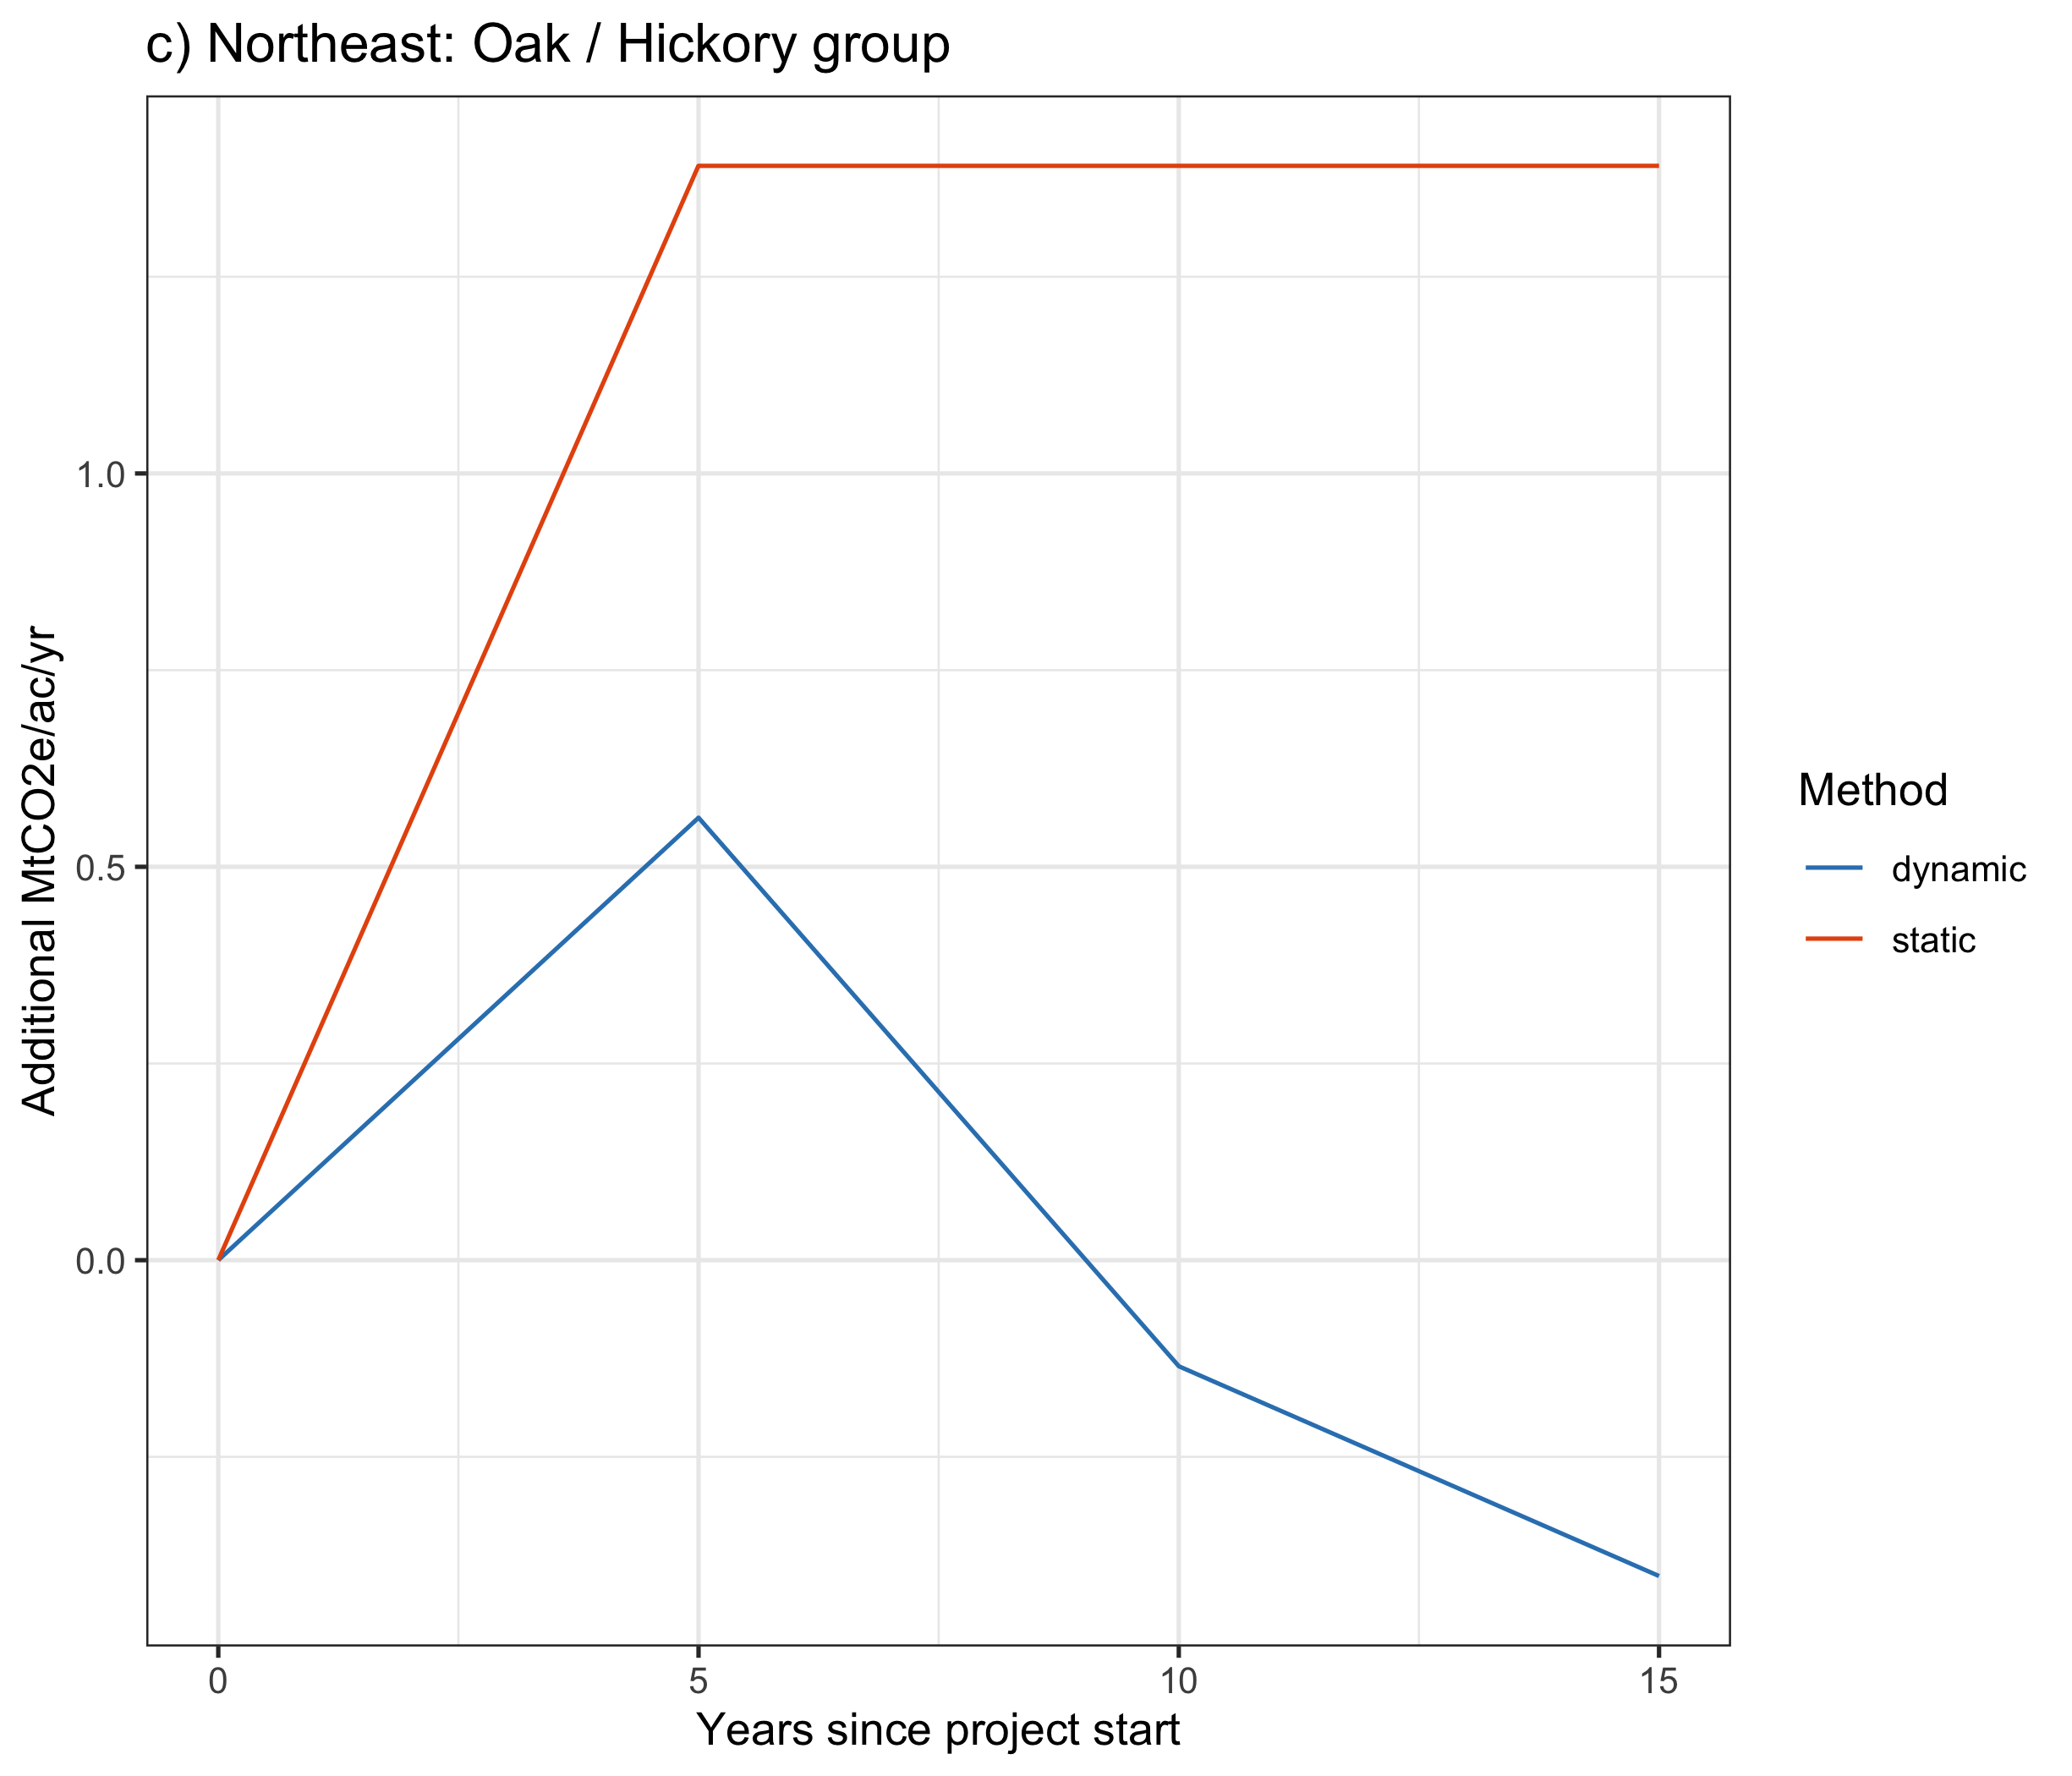 c) Northeast: Oak / Hickory group
Additional MtCO2e/ac/yr
1.0
0.5
0.0
0
5
10
15
Years since project start
Method
dynamic
static